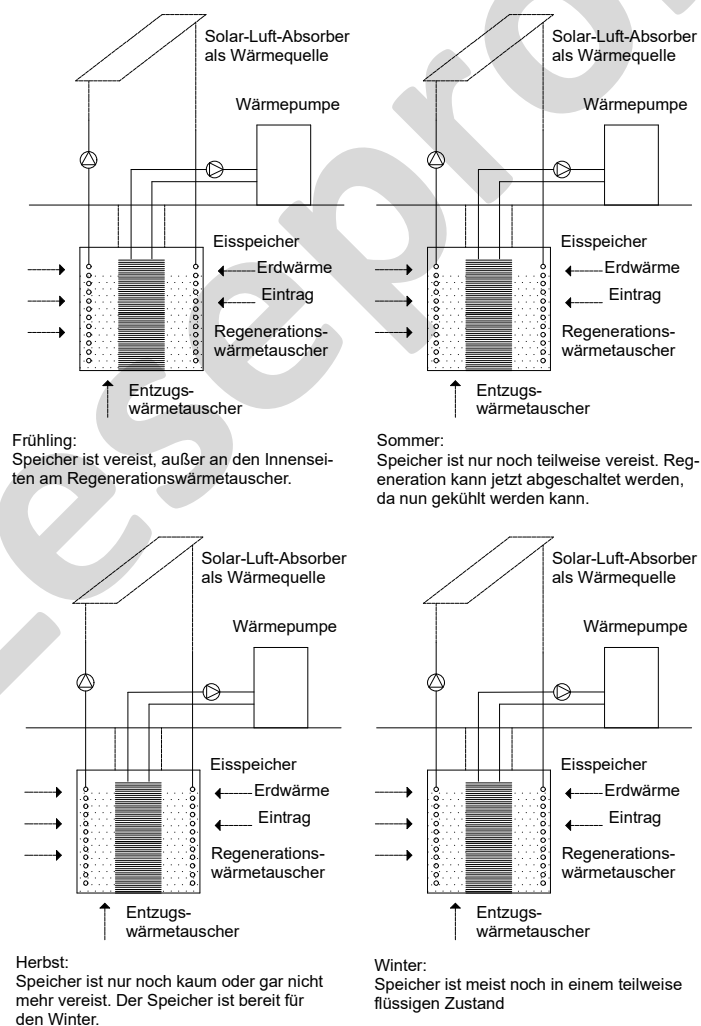 Solar-Luft-Absorber
als Wärmequelle
Wärmepumpe
Eisspeicher
Erdwärme
Eintrag
Regenerations-
wärmetauscher
Entzugs-
wärmetauscher
Frühling:
Speicher ist vereist, außer an den Innensei-
ten am Regenerationswärmetauscher.
Solar-Luft-Absorber
als Wärmequelle
Wärmepumpe
Eisspeicher
Erdwärme
Eintrag
Regenerations-
wärmetauscher
Entzugs-
wärmetauscher
Sommer:
Speicher ist nur noch teilweise vereist. Reg-
eneration kann jetzt abgeschaltet werden,
da nun gekühlt werden kann.
Solar-Luft-Absorber
als Wärmequelle
Wärmepumpe
Eisspeicher
Erdwärme
Eintrag
Regenerations-
wärmetauscher
Entzugs-
wärmetauscher
Herbst:
Speicher ist nur noch kaum oder gar nicht
mehr vereist. Der Speicher ist bereit für
den Winter.
Solar-Luft-Absorber
als Wärmequelle
Wärmepumpe
Eisspeicher
Erdwärme
Eintrag
Regenerations-
wärmetauscher
Entzugs-
wärmetauscher
Winter:
Speicher ist meist noch in einem teilweise
flüssigen Zustand
Leseprobe